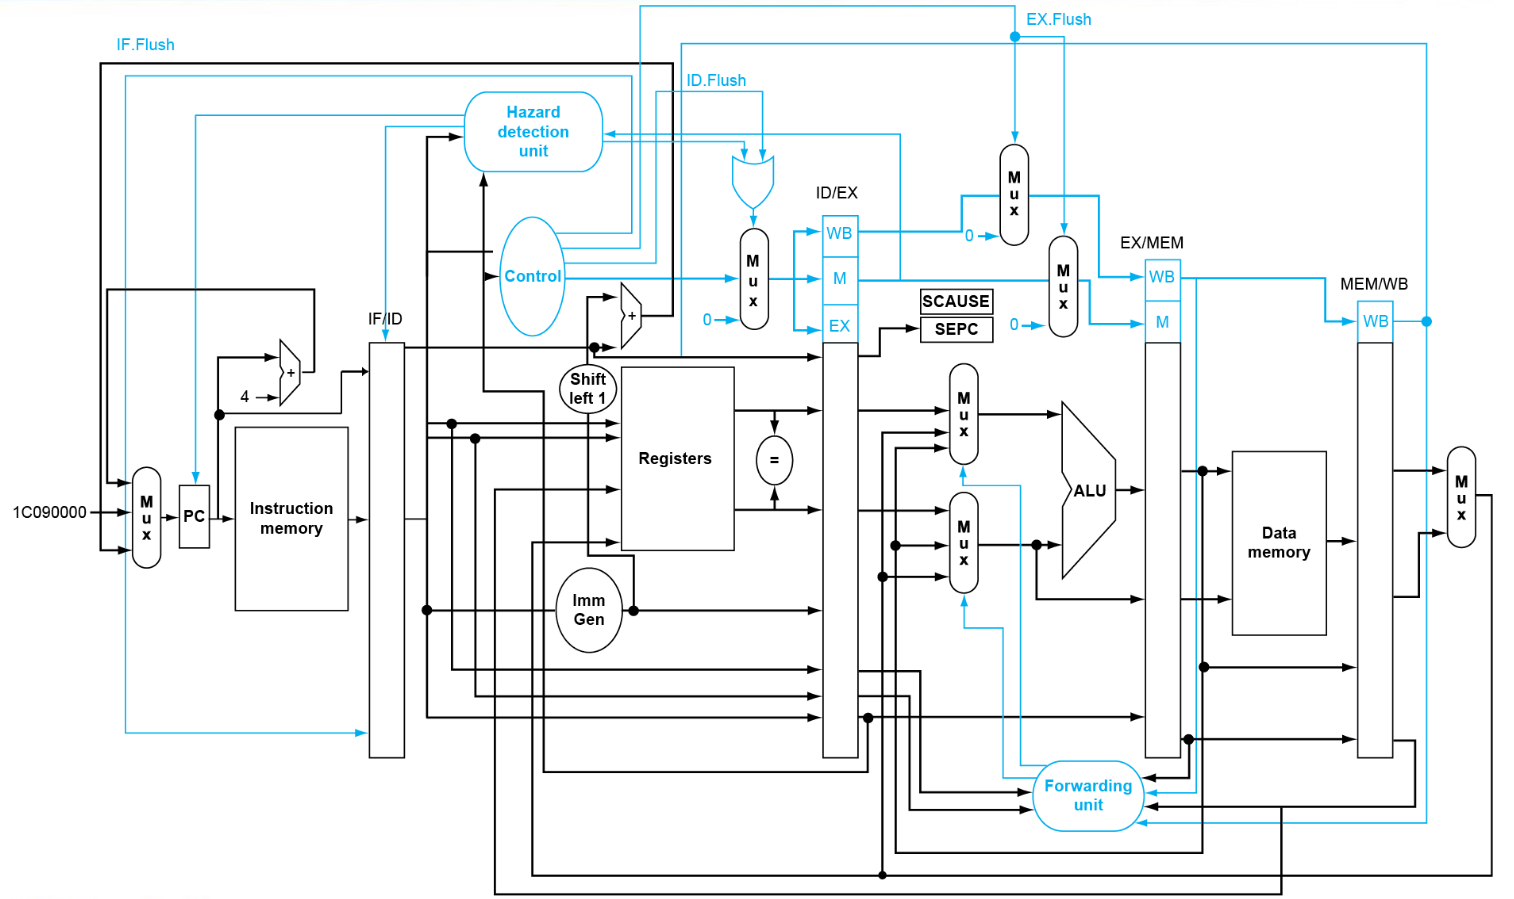 EX.Flush
IF.Flush
ID.Flush
Hazard
detection
unit
M
u
x
ID/EX
WB
0
EX/MEM
Control
M
u
x
M
M
u
x
WB
MEM/WB
SCAUSE
0
EX
SEPC
0
M
WB
IF/ID
+
+
4
Shift
left 1
M
u
x
Registers
=
1C090000
M
u
x
PC
Instruction
memory
ALU
M
u
x
Data
memory
M
u
x
Imm
Gen
Forwarding
unit